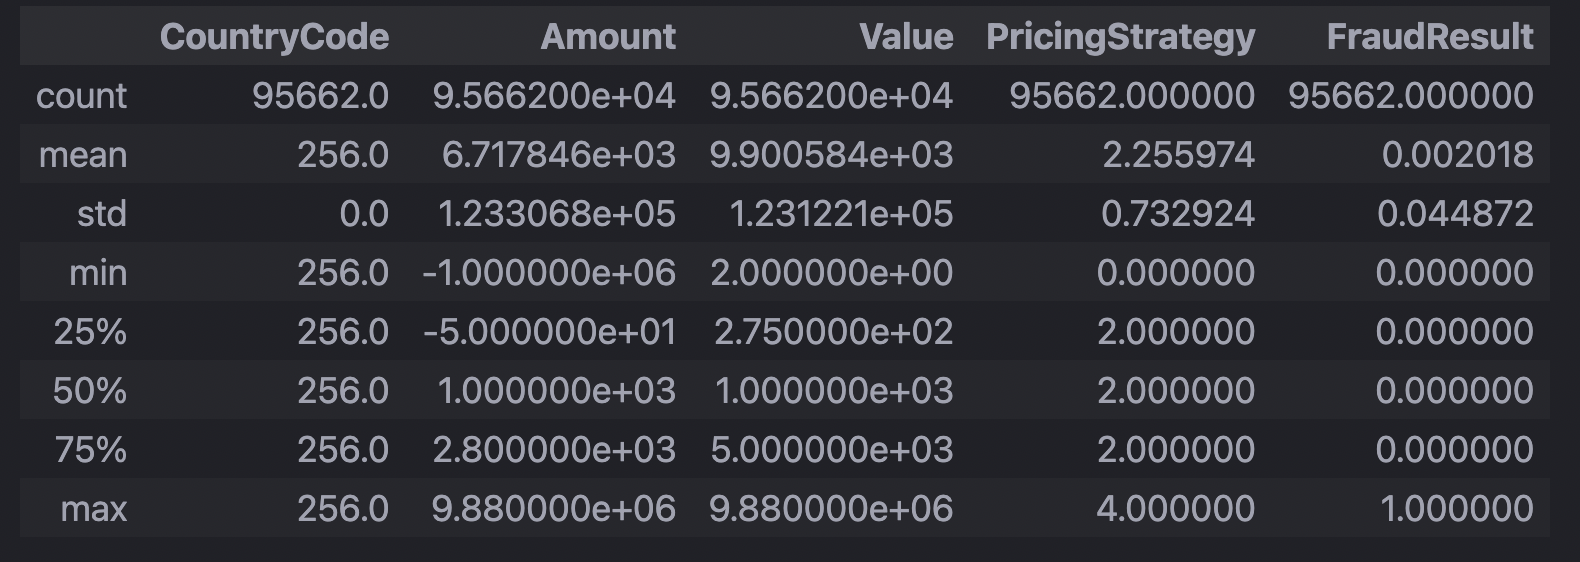 CountryCode Amount Value PricingStrategy FraudResult
count 95662.0 9.566200e+04 9.566200e+04 95662.000000 95662.000000
mean 256.0 6.717846e+03 9.900584e+03 2.255974 0.002018
std 0.0 1.233068e+05 1.231221e+05 0.732924 0.044872
min 256.0 -1.000000e+06 2.000000e+00 0.000000 0.000000
25% 256.0 -5.000000e+01 2.750000e+02 2.000000 0.000000
50% 256.0 1.000000e+03 1.000000e+03 2.000000 0.000000
75% 256.0 2.800000e+03 5.000000e+03 2.000000 0.000000
max 256.0 9.880000e+06 9.880000e+06 4.000000 1.000000